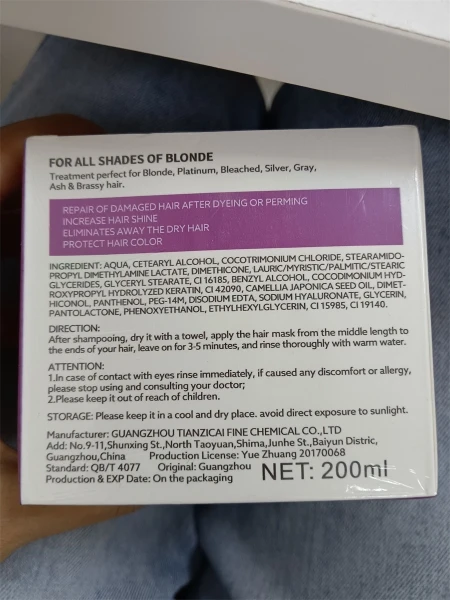 FOR ALL SHADES OF BLONDE
Treatment perfect for Blonde, Platinum, Bleached, Silver, Gray,
Ash & Brassy hair.
REPAIR OF DAMAGED HAIR AFTER DYEING OR PERMING
INCREASE HAIR SHINE
ELIMINATES AWAY THE DRY HAIR
PROTECT HAIR COLOR
INGREDIENT: AQUA, CETEARYL ALCOHOL, COCOTRIMONIUM CHLORIDE, STEARAMIDO-
PROPYL DIMETHYLAMINE LACTATE, DIMETHICONE, LAURIC/MYRISTIC/PALMITIC/STEARIC
GLYCERIDES, GLYCERYL STEARATE, CI 16185, BENZYL ALCOHOL, COCODIMONIUM HYD-
ROXYPROPYL HYDROLYZED KERATIN, CI 42090, CAMELLIA JAPONICA SEED OIL, DIMET-
HICONOL, PANTHENOL, PEG-14M, DISODIUM EDTA, SODIUM HYALURONATE, GLYCERIN,
PANTOLACTONE, PHENOXYETHANOL, ETHYLHEXYLGLYCERIN, CI 15985, CI 19140.
DIRECTION:
After shampooing, dry it with a towel, apply the hair mask from the middle length to
the ends of your hair, leave on for 3-5 minutes, and rinse thoroughly with warm water.
ATTENTION:
1.In case of contact with eyes rinse immediately, if caused any discomfort or allergy,
please stop using and consulting your doctor;
2.Please keep it out of reach of children.
STORAGE: Please keep it in a cool and dry place. avoid direct exposure to sunlight.
Manufacturer: GUANGZHOU TIANZICAI FINE CHEMICAL CO.,LTD
Add: No.9-11,Shunxing St.,North Taoyuan,Shima,Junhe St.,Baiyun Distric,
Guangzhou,China Production License: Yue Zhuang 20170068
Standard: QB/T 4077 Original: Guangzhou
Production & EXP Date: On the packaging
NET: 200ml